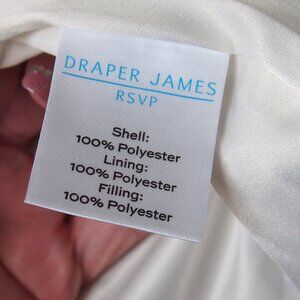 DRAPER JAMES
RSVP
Shell:
100% Polyester
Lining:
100% Polyester
Filling:
100% Polyester